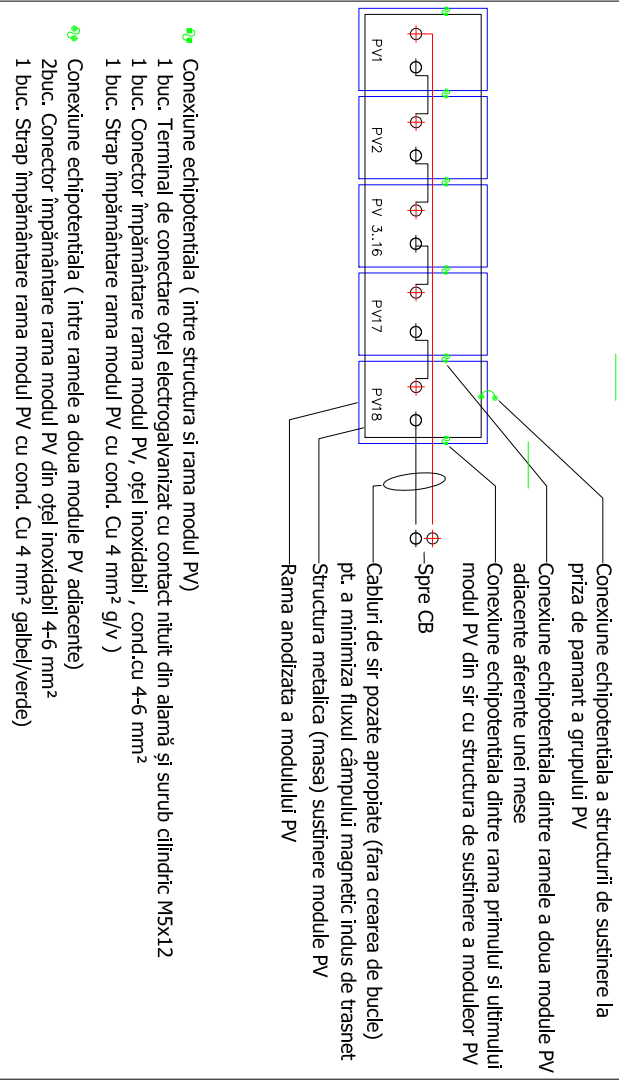 Conexiune echipotentiala a structurii de sustinere la
priza de pamant a grupului PV
Conexiune echipotentiala dintre ramele a doua module PV
adiacente aferente unei mese
Conexiune echipotentiala dintre rama primului si ultimului
modul PV din sir cu structura de sustinere a moduleor PV
PV1
PV2
PV 3..16
PV17
PV18
Spre CB
Cabluri de sir pozate apropiate (fara crearea de bucle)
pt. a minimiza fluxul câmpului magnetic indus de trasnet
Structura metalica (masa) sustinere module PV
Rama anodizata a modulului PV
Conexiune echipotentiala ( intre structura si rama modul PV)
1 buc. Terminal de conectare oțel electrogalvanizat cu contact nituit din alamă și surub cilindric M5x12
1 buc. Conector împământare rama modul PV, oțel inoxidabil , cond.cu 4-6 mm²
1 buc. Strap împământare rama modul PV cu cond. Cu 4 mm² g/v )
Conexiune echipotentiala ( intre ramele a doua module PV adiacente)
2buc. Conector împământare rama modul PV din oțel inoxidabil 4-6 mm²
1 buc. Strap împământare rama modul PV cu cond. Cu 4 mm² galbel/verde)